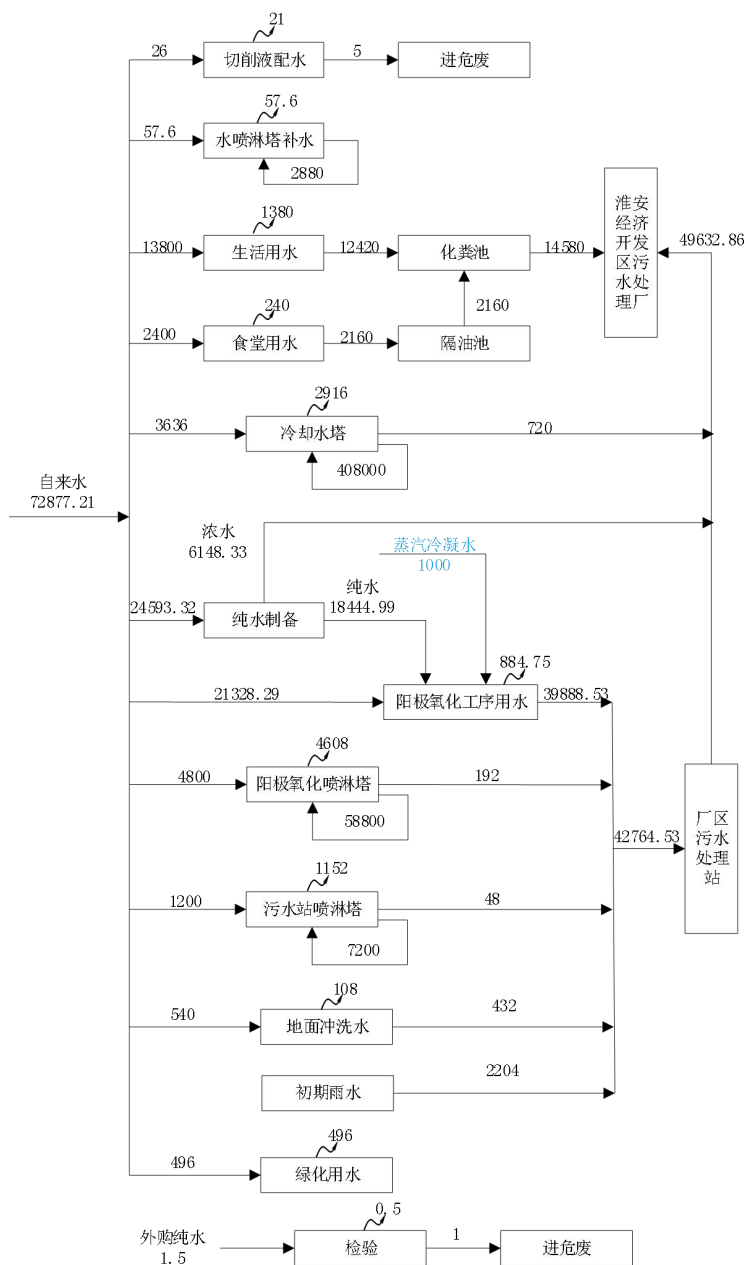 21
26
切削液配水
5
进危废
57.6
57.6
水喷淋塔补水
2880
1380
13800
生活用水
12420
化粪池
14580
淮安
经济
开发
区污
水处
理厂
49632.86
2160
240
2400
食堂用水
2160
隔油池
2916
3636
冷却水塔
720
408000
自来水
72877.21
浓水
6148.33
蒸汽冷凝水
1000
纯水
24593.32
纯水制备
18444.99
884.75
21328.29
阳极氧化工序用水
39888.53
4608
4800
阳极氧化喷淋塔
192
58800
42764.53
厂区
污水
处理
站
1152
1200
污水站喷淋塔
48
7200
108
540
地面冲洗水
432
初期雨水
2204
496
496
绿化用水
0.5
外购纯水
1.5
检验
1
进危废